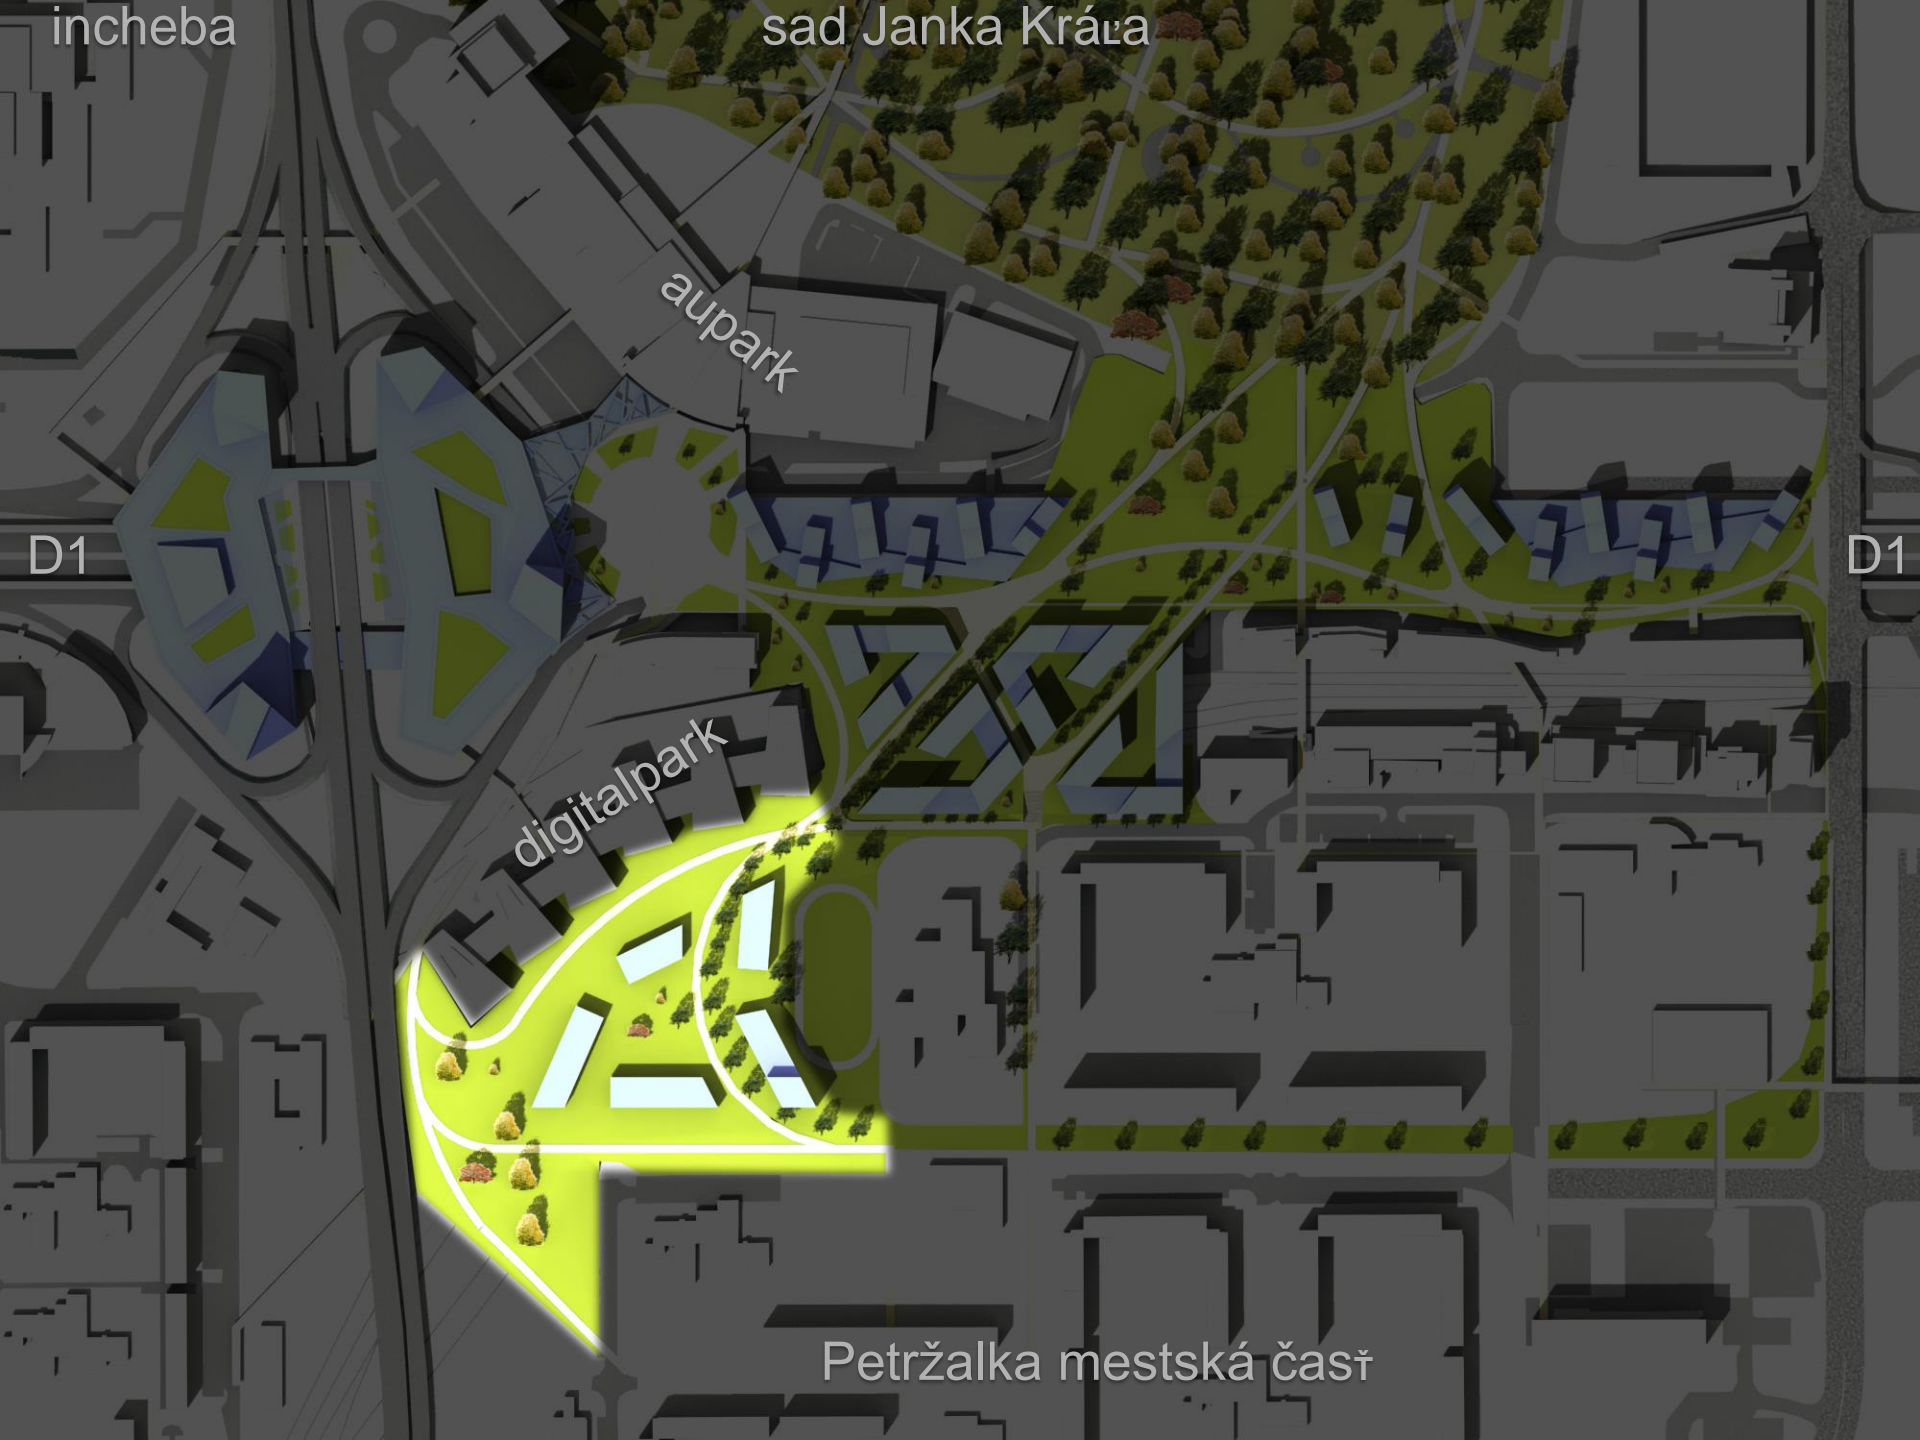 incheba
sad Janka Kráľa
aupark
D1
D1
digitalpark
Petržalka mestská časť